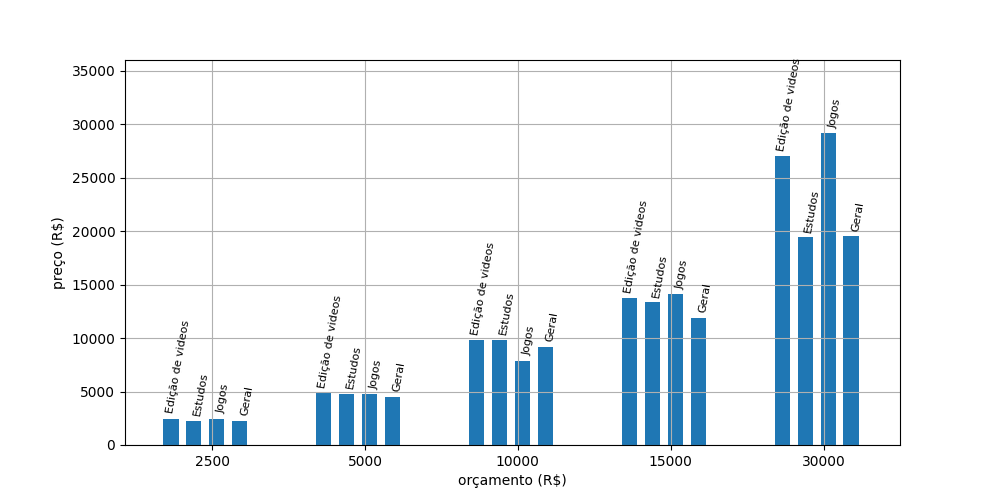 35000
30000
25000
20000
15000
10000
5000
0
preço (R$)
Edição de videos
Estudos
Jogos
Geral
Edição de videos
Estudos
Jogos
Geral
Edição de videos
Estudos
Jogos
Geral
Edição de videos
Estudos
Jogos
Geral
Edição de videos
Estudos
Jogos
Geral
2500
5000
10000
15000
30000
orçamento (R$)